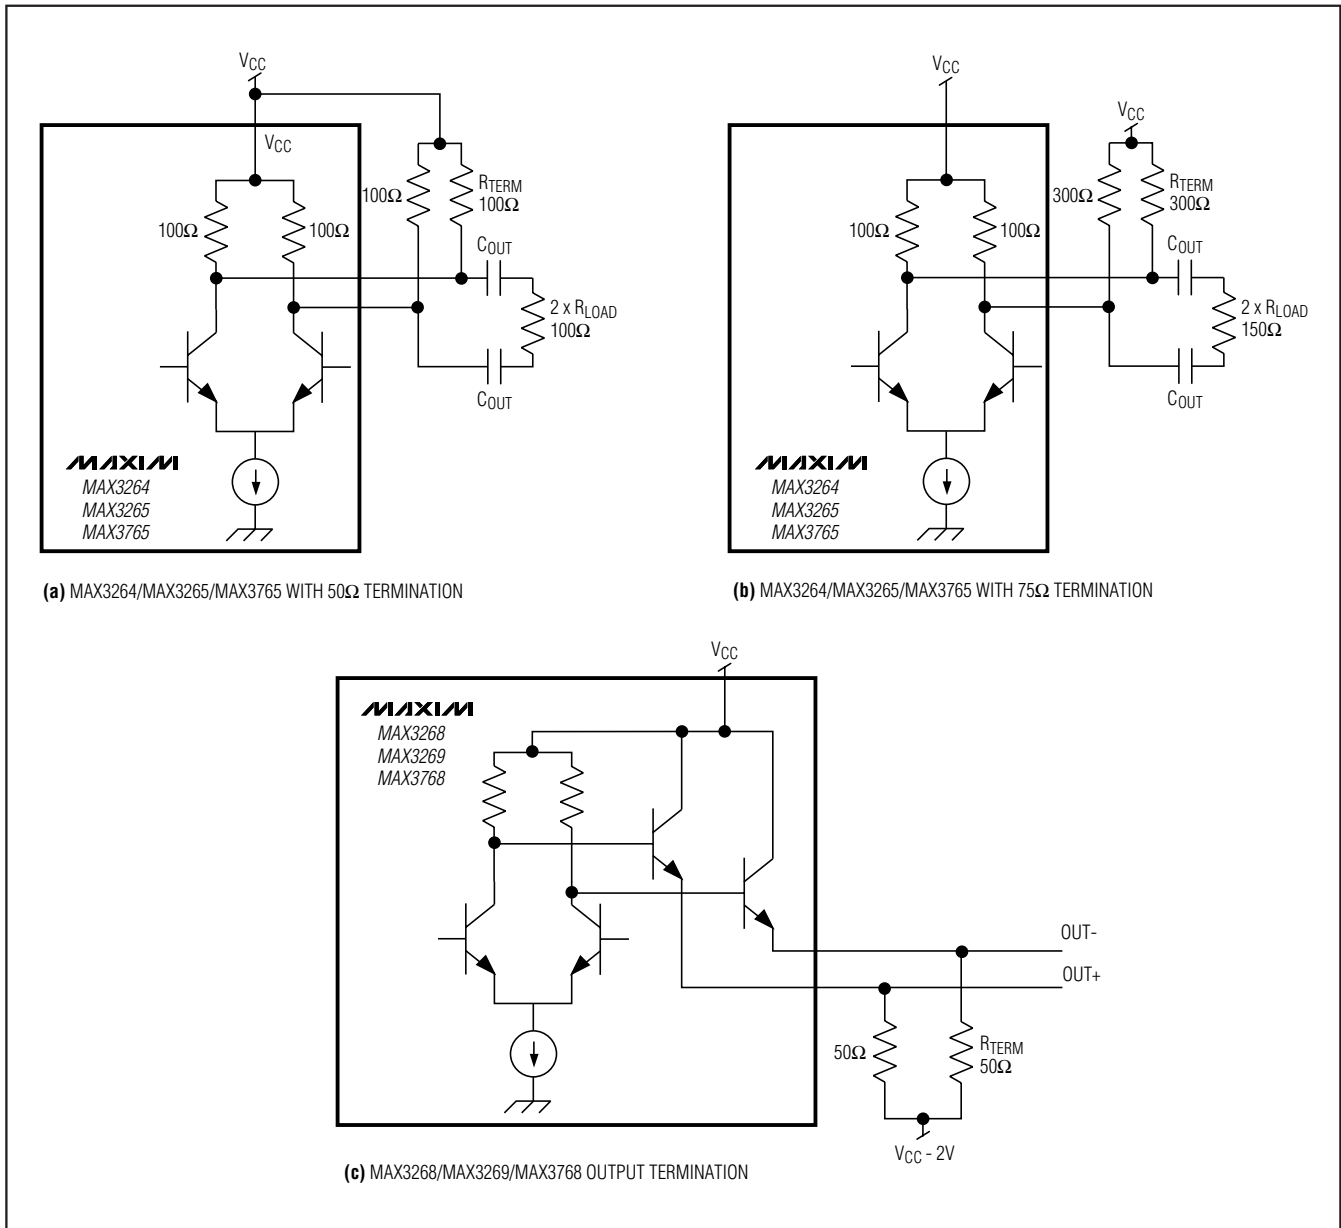 VCC
VCC
100Ω
100Ω
100Ω
RTERM
100Ω
COUT
2 x RLOAD
100Ω
COUT
MAXIM
MAX3264
MAX3265
MAX3765
(a) MAX3264/MAX3265/MAX3765 WITH 50Ω TERMINATION
VCC
VCC
100Ω
100Ω
300Ω
RTERM
300Ω
COUT
2 x RLOAD
150Ω
COUT
MAXIM
MAX3264
MAX3265
MAX3765
(b) MAX3264/MAX3265/MAX3765 WITH 75Ω TERMINATION
VCC
MAXIM
MAX3268
MAX3269
MAX3768
OUT-
OUT+
50Ω
RTERM
50Ω
VCC - 2V
(c) MAX3268/MAX3269/MAX3768 OUTPUT TERMINATION